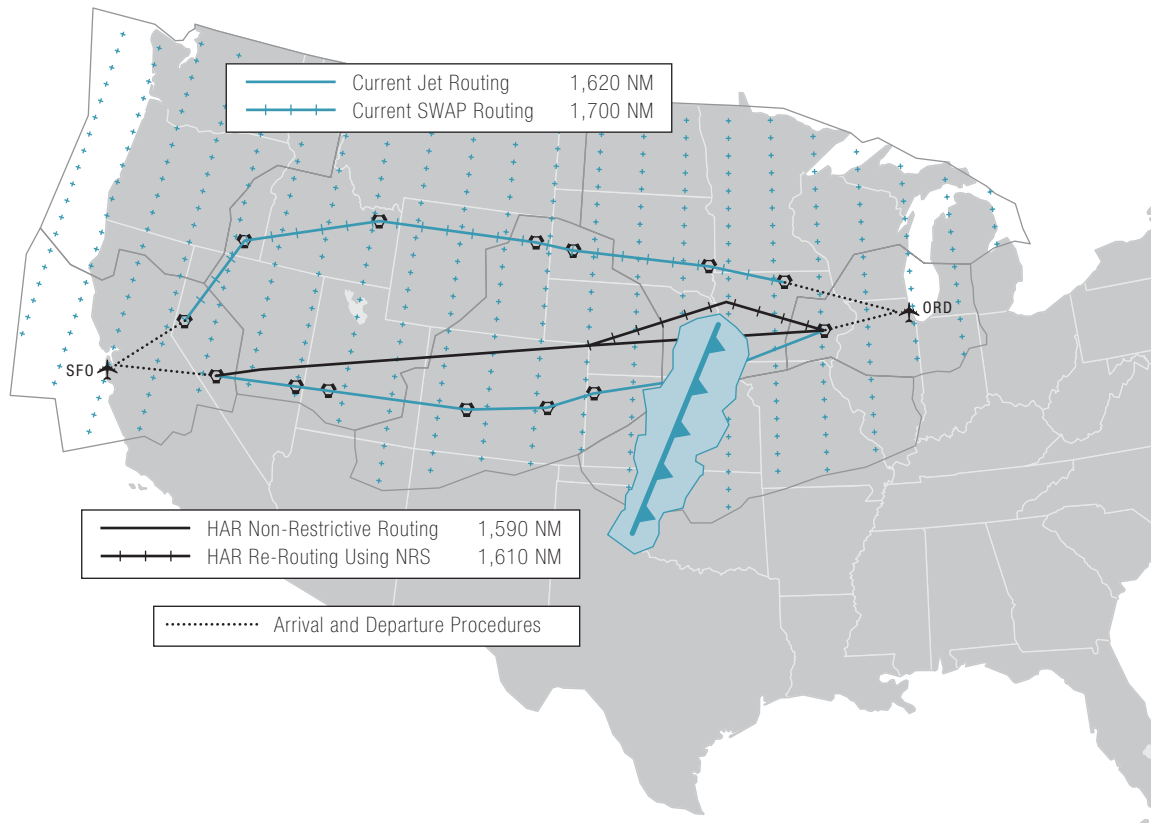 Current Jet Routing 1,620 NM
Current SWAP Routing 1,700 NM
ORD
SFO
HAR Non-Restrictive Routing 1,590 NM
HAR Re-Routing Using NRS 1,610 NM
Arrival and Departure Procedures